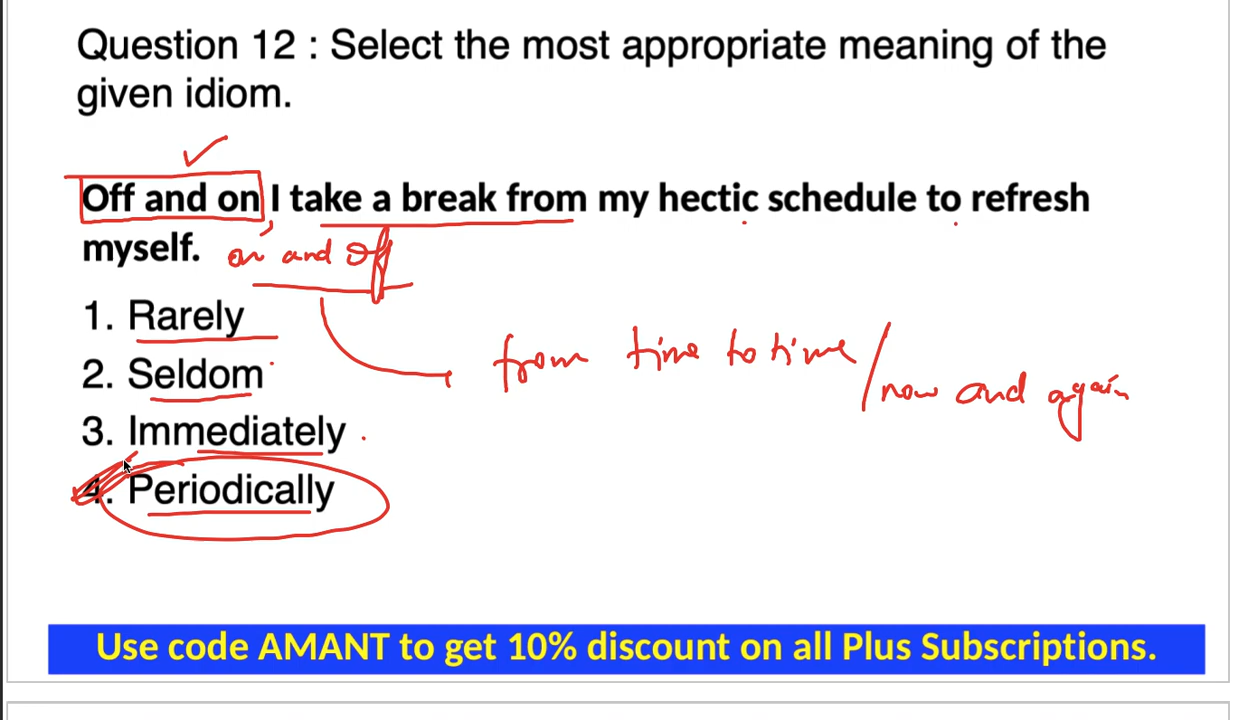 Question 12 : Select the most appropriate meaning of the
given idiom.
Off and on, I take a break from my hectic schedule to refresh
myself. on and off
1. Rarely
from time to time / now and again
2. Seldom
3. Immediately
4. Periodically
Use code AMANT to get 10% discount on all Plus Subscriptions.